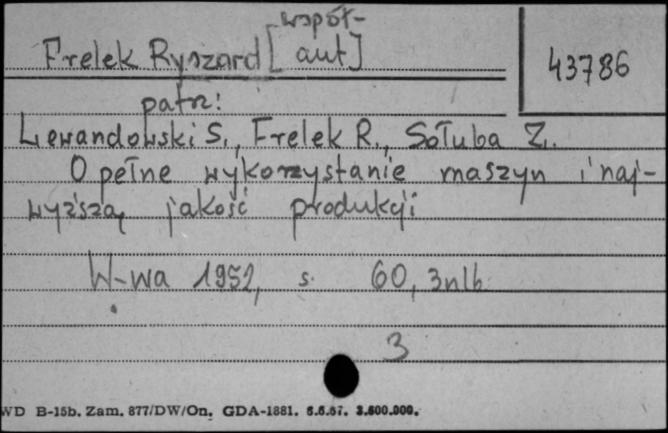 Frelek Ryszard [współ-
aut]
43786
patrz:
Lewandowski S., Frelek R., Sołuba Z.
O pełne wykorzystanie maszyn i naj-
wyższą jakość produkcji
W-wa 1952, s. 60, 3nlb
3
WD B-15b. Zam. 877/DW/On. GDA-1881. 6.6.67. 3.600.000.